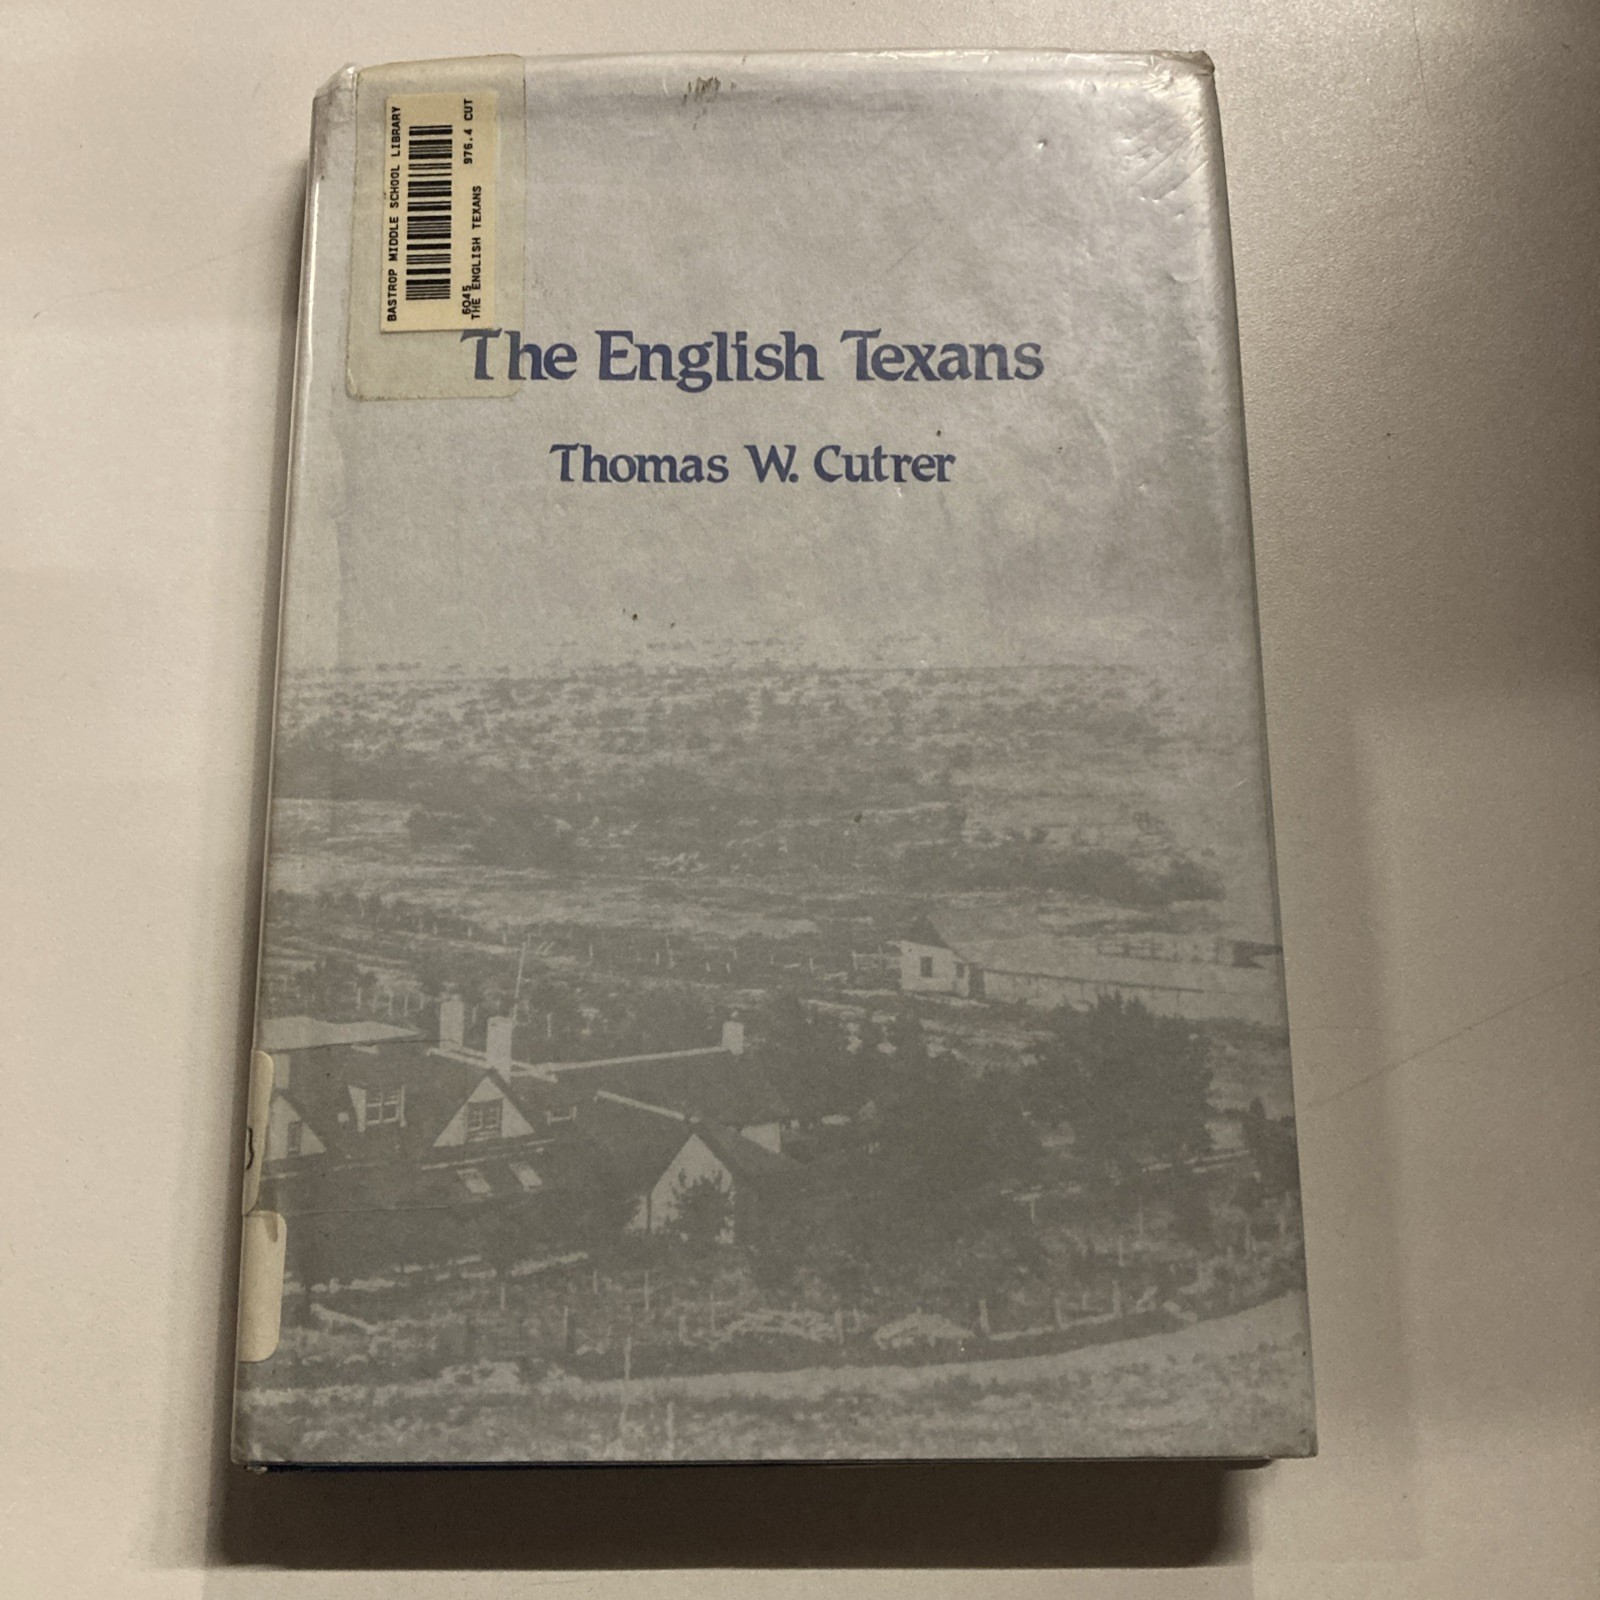 BASTROP MIDDLE SCHOOL LIBRARY
6045
THE ENGLISH TEXANS 976.4 CUT
The English Texans
Thomas W. Cutrer